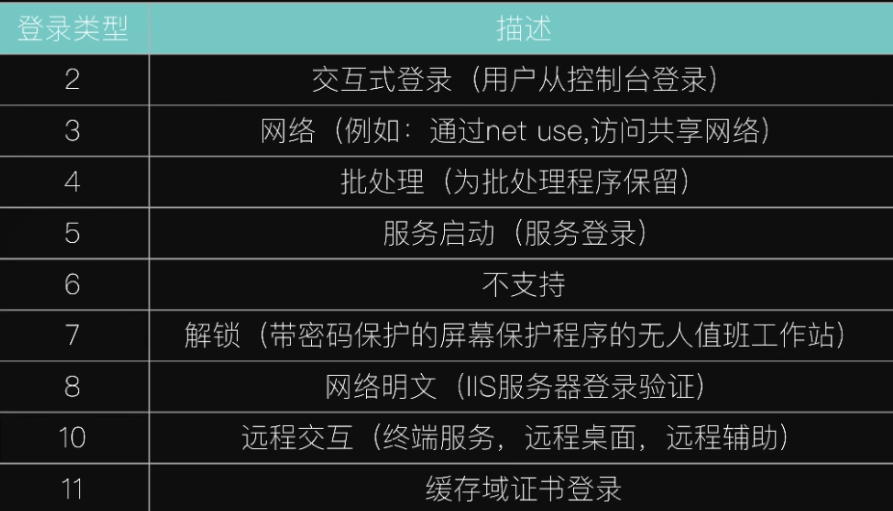 登录类型 描述
2 交互式登录（用户从控制台登录）
3 网络（例如：通过net use,访问共享网络）
4 批处理（为批处理程序保留）
5 服务启动（服务登录）
6 不支持
7 解锁（带密码保护的屏幕保护程序的无人值班工作站）
8 网络明文（IIS服务器登录验证）
10 远程交互（终端服务，远程桌面，远程辅助）
11 缓存域证书登录